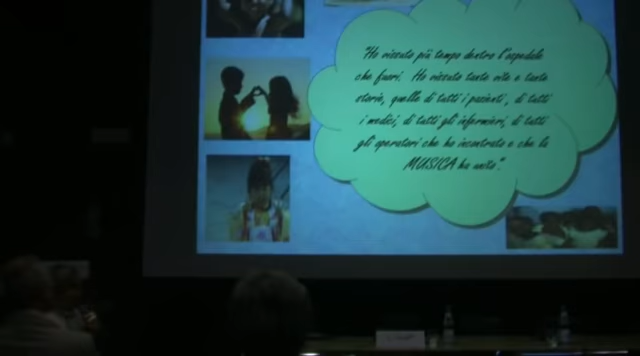 "Ho vissuto più tempo dentro l'ospedale
che fuori. Ho vissuto tante vite e tante
storie, quelle di tutti i pazienti, di tutti
i medici, di tutti gli infermieri, di tutti
gli operatori che ho incontrato e che la
MUSICA ha unito".